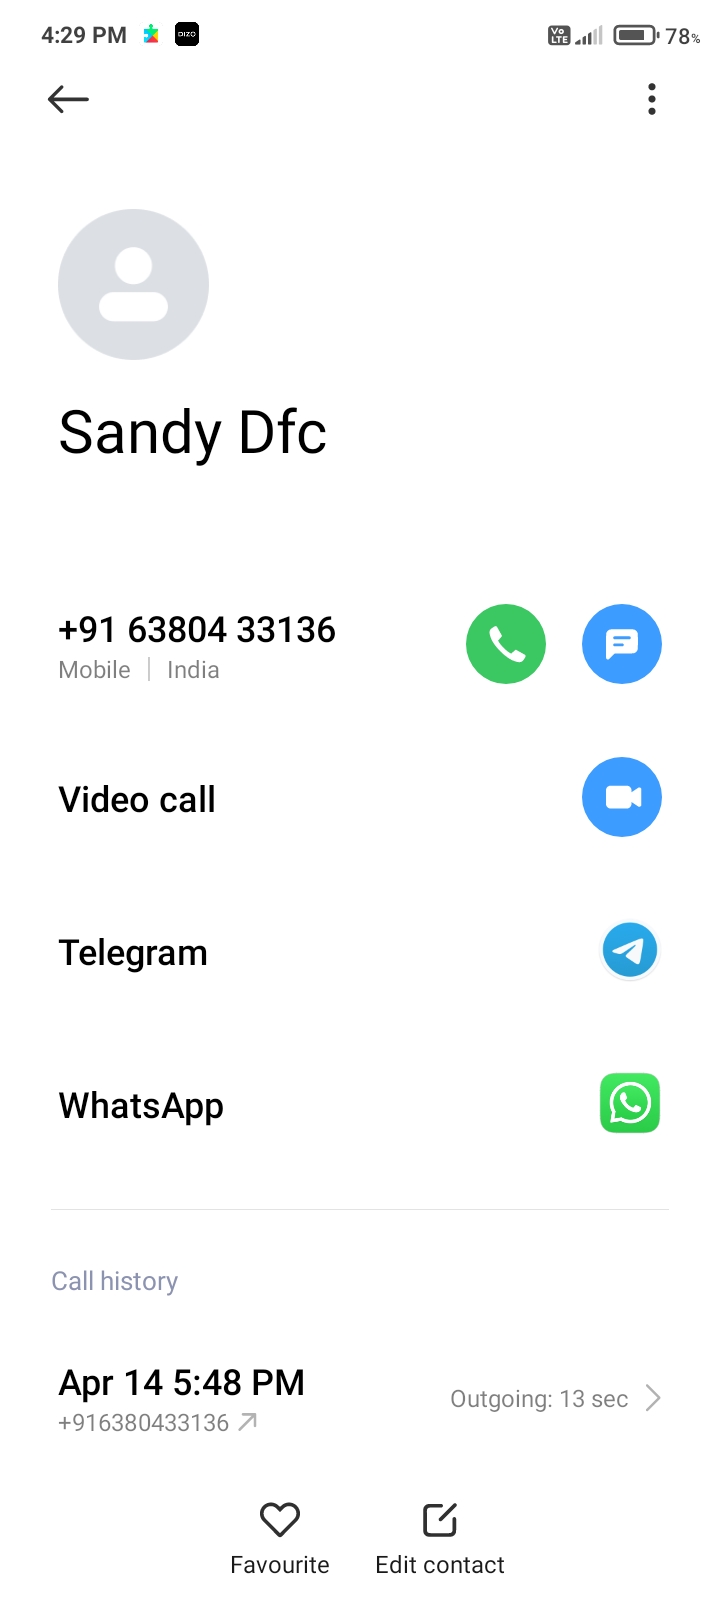 4:29 PM DIZO Vo LTE 78%
Sandy Dfc
+91 63804 33136
Mobile | India
Video call
Telegram
WhatsApp
Call history
Apr 14 5:48 PM
Outgoing: 13 sec
+916380433136
Favourite Edit contact